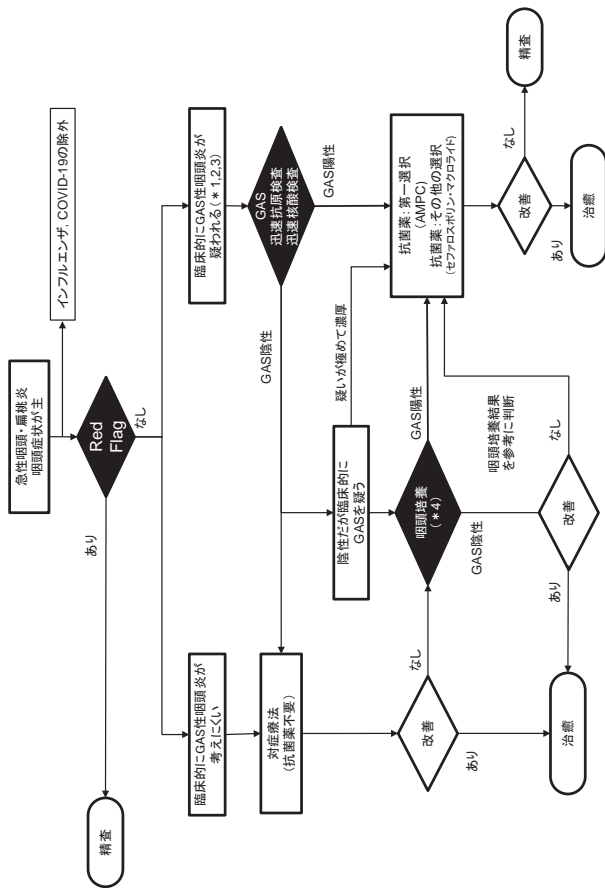 急性咽頭・扁桃炎
咽頭症状が主
インフルエンザ, COVID-19の除外
Red
Flag
あり
なし
精査
臨床的にGAS性咽頭炎が
考えにくい
臨床的にGAS性咽頭炎が
疑われる(*1,2,3)
対症療法
(抗菌薬不要)
GAS
迅速抗原検査
迅速核酸検査
GAS陰性
GAS陽性
陰性だが臨床的に
GASを疑う
疑いが極めて濃厚
咽頭培養
(*4)
GAS陽性
GAS陰性
抗菌薬:第一選択
(AMPC)
抗菌薬:その他の選択
(セファロスポリン・マクロライド)
改善
なし
あり
咽頭培養結果
を参考に判断
改善
なし
あり
治癒
改善
なし
あり
精査
治癒